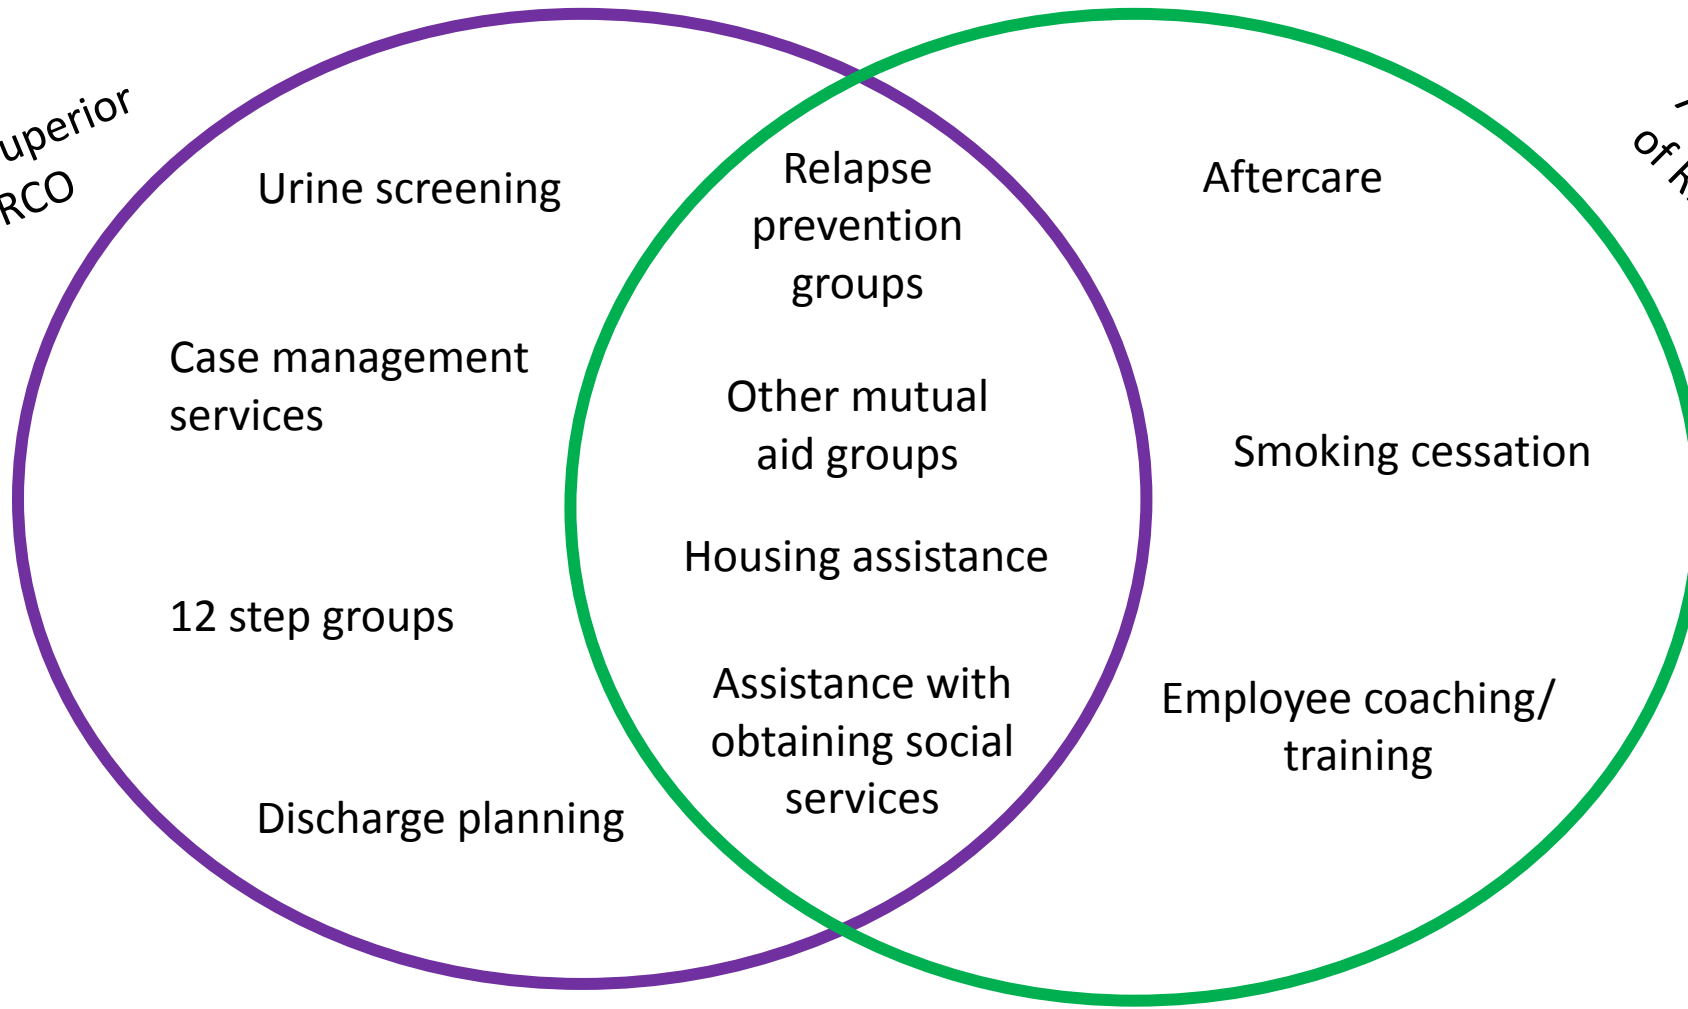 RCO
Urine screening
Case management
services
12 step groups
Discharge planning
Relapse
prevention
groups
Other mutual
aid groups
Housing assistance
Assistance with
obtaining social
services
Aftercare
Smoking cessation
Employee coaching/
training
of